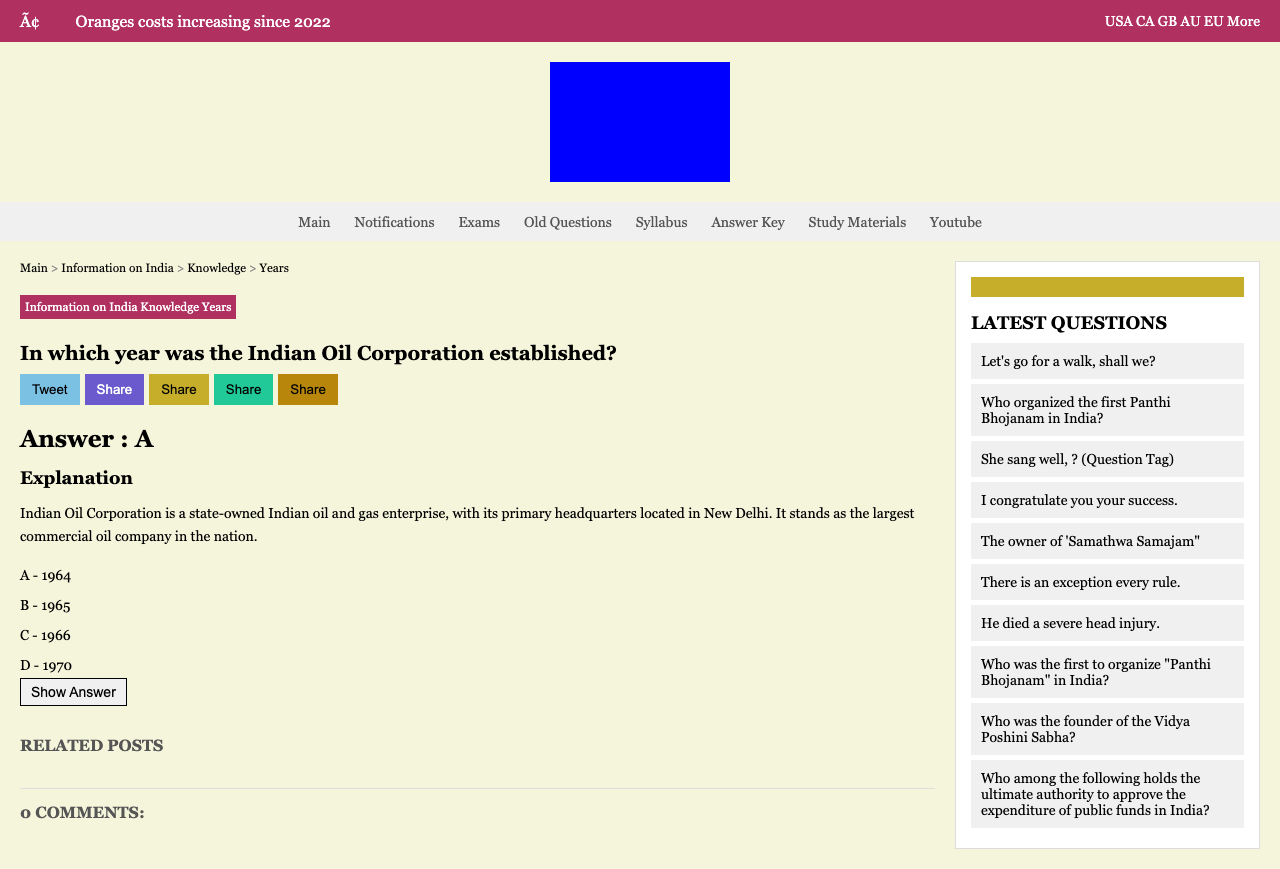 Ã¢ Oranges costs increasing since 2022
USA CA GB AU EU More
Main Notifications Exams Old Questions Syllabus Answer Key Study Materials Youtube
Main > Information on India > Knowledge > Years
Information on India Knowledge Years
In which year was the Indian Oil Corporation established?
Tweet Share Share Share Share
Answer : A
Explanation
Indian Oil Corporation is a state-owned Indian oil and gas enterprise, with its primary headquarters located in New Delhi. It stands as the largest
commercial oil company in the nation.
A - 1964
B - 1965
C - 1966
D - 1970
Show Answer
RELATED POSTS
0 COMMENTS:
LATEST QUESTIONS
Let's go for a walk, shall we?
Who organized the first Panthi
Bhojanam in India?
She sang well, ? (Question Tag)
I congratulate you your success.
The owner of 'Samathwa Samajam"
There is an exception every rule.
He died a severe head injury.
Who was the first to organize "Panthi
Bhojanam" in India?
Who was the founder of the Vidya
Poshini Sabha?
Who among the following holds the
ultimate authority to approve the
expenditure of public funds in India?